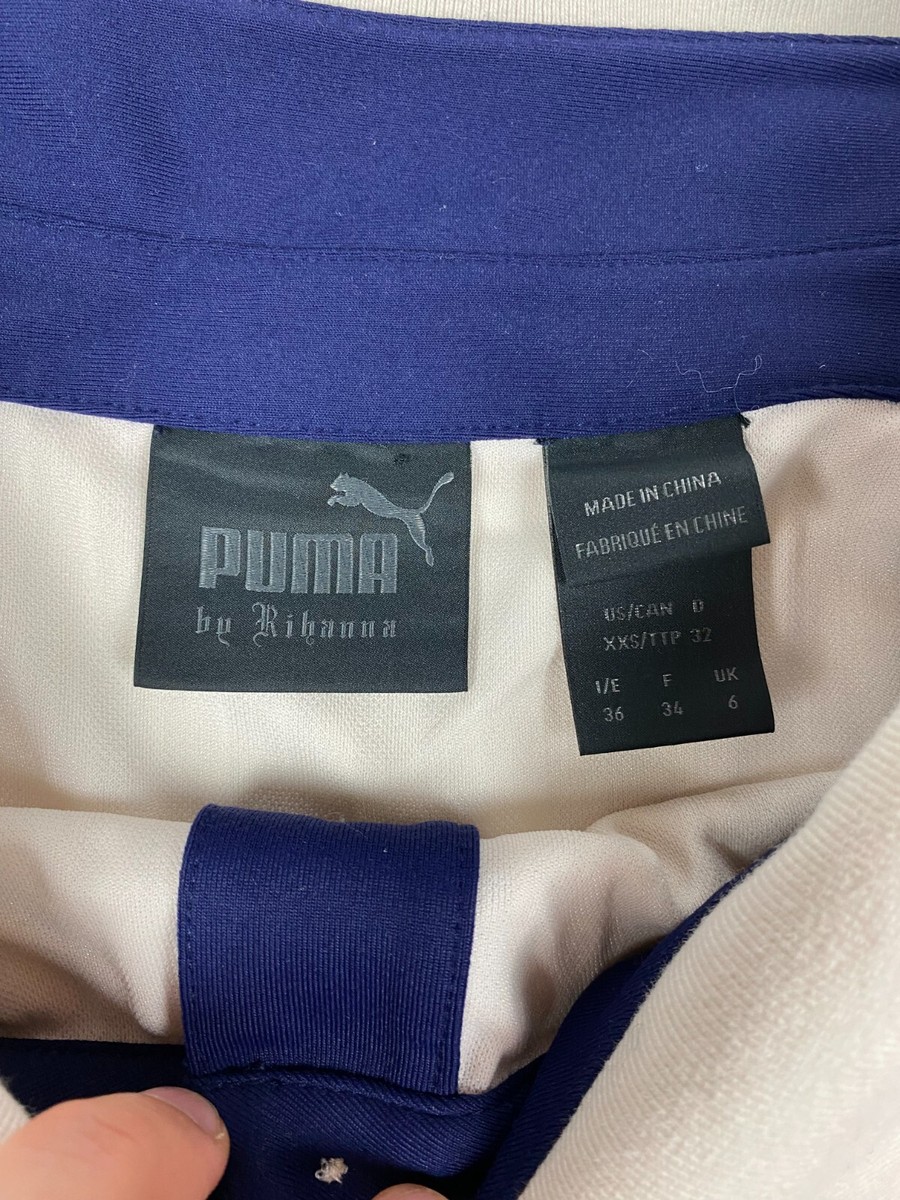 PUMA
by Rihanna
MADE IN CHINA
FABRIQUÉ EN CHINE
US/CAN D
XXS/TTP 32
I/E F UK
36 34 6